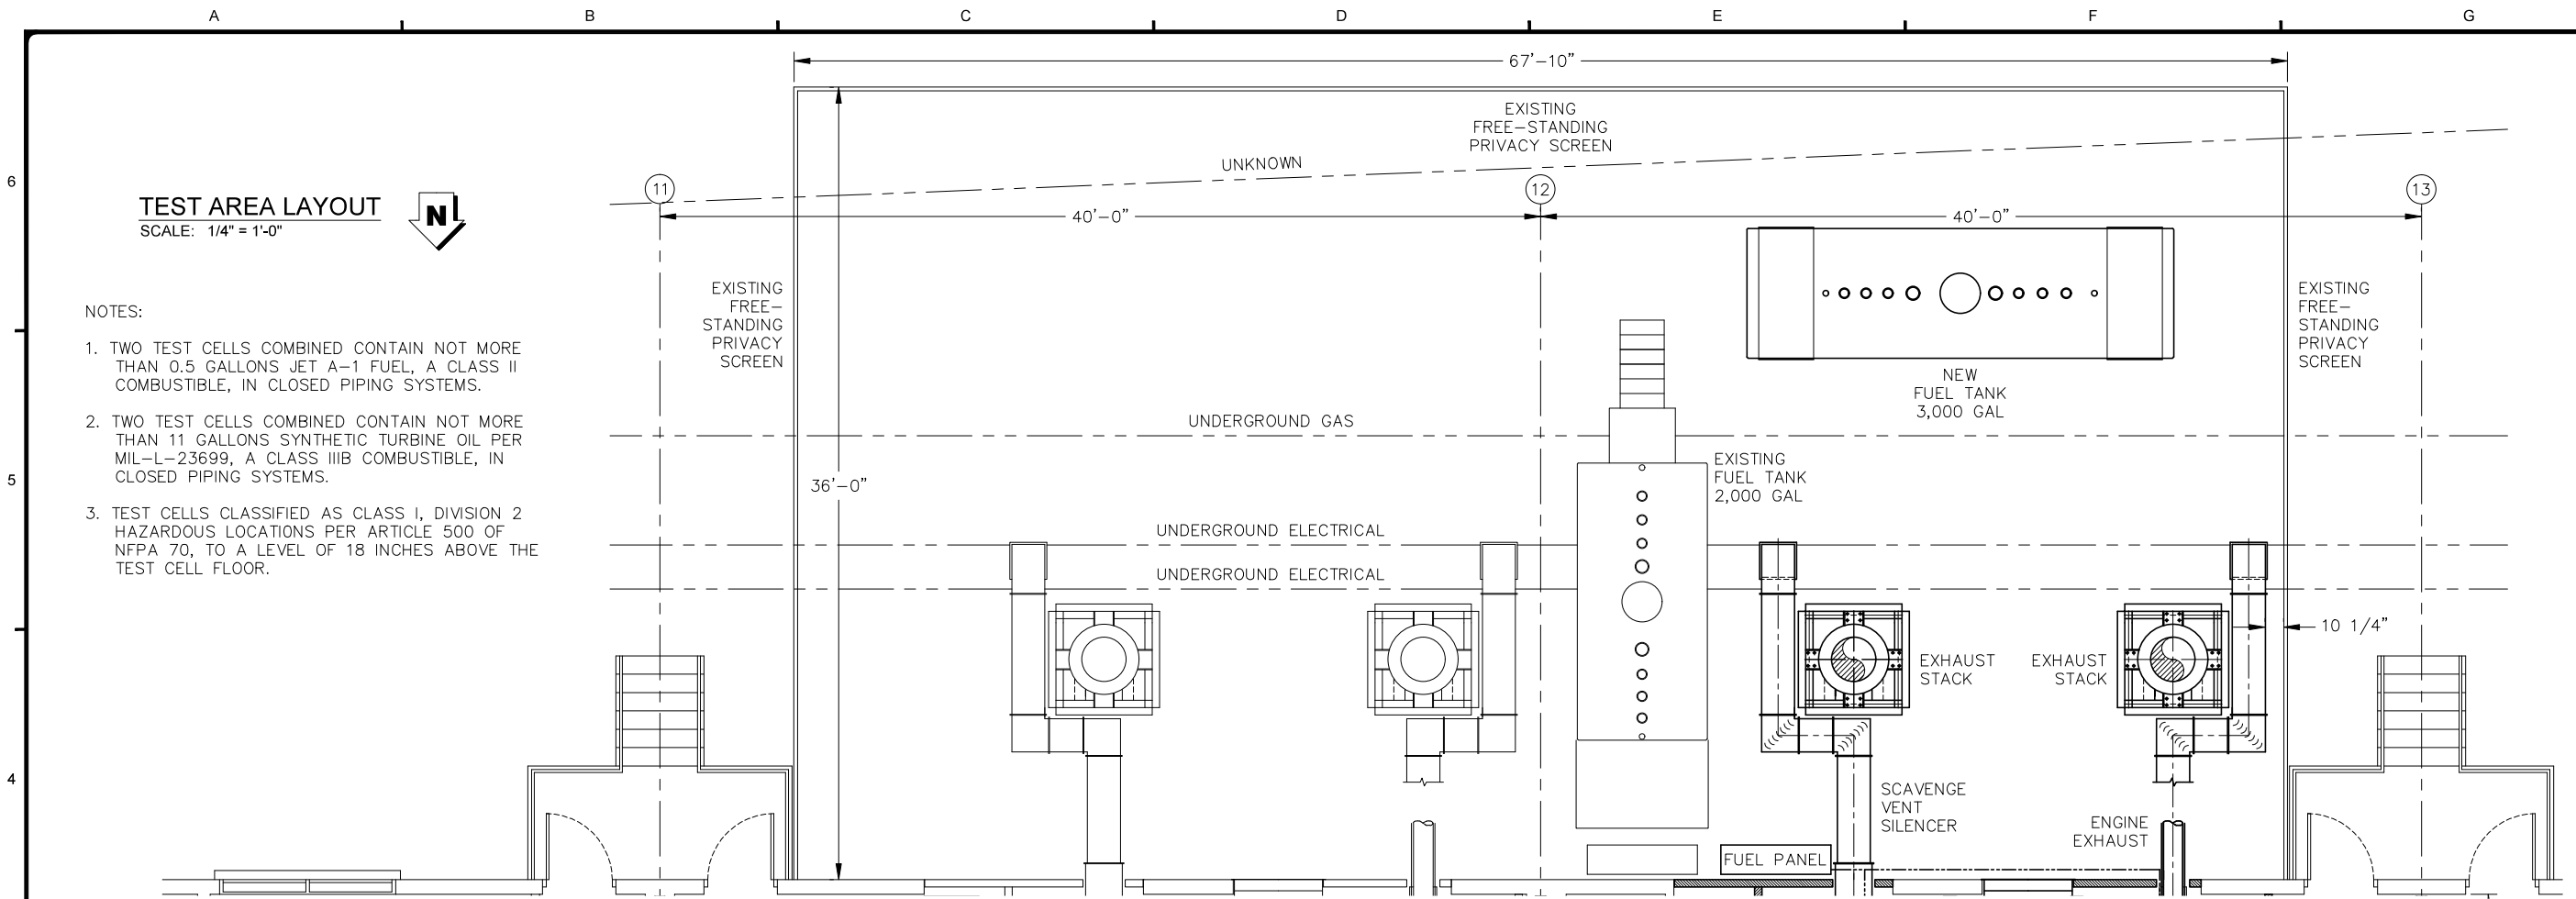 A B C D E F G
67'-10"
EXISTING
FREE-STANDING
PRIVACY SCREEN
UNKNOWN
6
11
12
13
TEST AREA LAYOUT
N
SCALE: 1/4" = 1'-0"
40'-0"
40'-0"
EXISTING
FREE-
STANDING
PRIVACY
SCREEN
EXISTING
FREE-
STANDING
PRIVACY
SCREEN
NOTES:
1. TWO TEST CELLS COMBINED CONTAIN NOT MORE
THAN 0.5 GALLONS JET A-1 FUEL, A CLASS II
COMBUSTIBLE, IN CLOSED PIPING SYSTEMS.
2. TWO TEST CELLS COMBINED CONTAIN NOT MORE
THAN 11 GALLONS SYNTHETIC TURBINE OIL PER
MIL-L-23699, A CLASS IIIB COMBUSTIBLE, IN
CLOSED PIPING SYSTEMS.
3. TEST CELLS CLASSIFIED AS CLASS I, DIVISION 2
HAZARDOUS LOCATIONS PER ARTICLE 500 OF
NFPA 70, TO A LEVEL OF 18 INCHES ABOVE THE
TEST CELL FLOOR.
NEW
FUEL TANK
3,000 GAL
UNDERGROUND GAS
5
36'-0"
EXISTING
FUEL TANK
2,000 GAL
UNDERGROUND ELECTRICAL
UNDERGROUND ELECTRICAL
10 1/4"
EXHAUST
STACK
EXHAUST
STACK
4
SCAVENGE
VENT
SILENCER
ENGINE
EXHAUST
FUEL PANEL